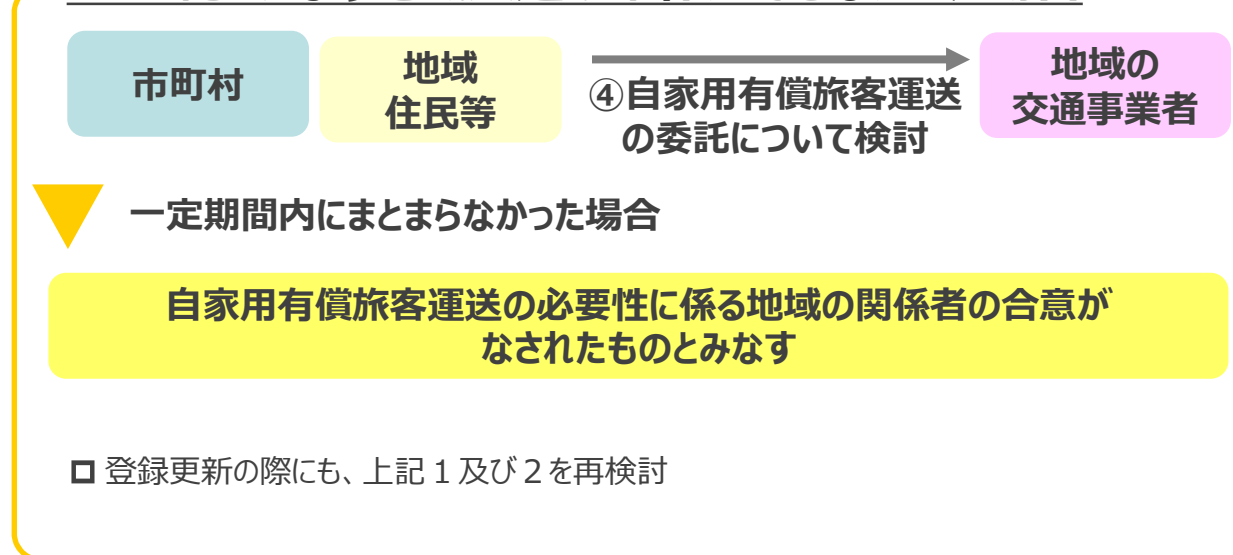 市町村
地域
住民等
④自家用有償旅客運送
の委託について検討
地域の
交通事業者
一定期間内にまとまらなかった場合
自家用有償旅客運送の必要性に係る地域の関係者の合意が
なされたものとみなす
登録更新の際にも、上記１及び２を再検討